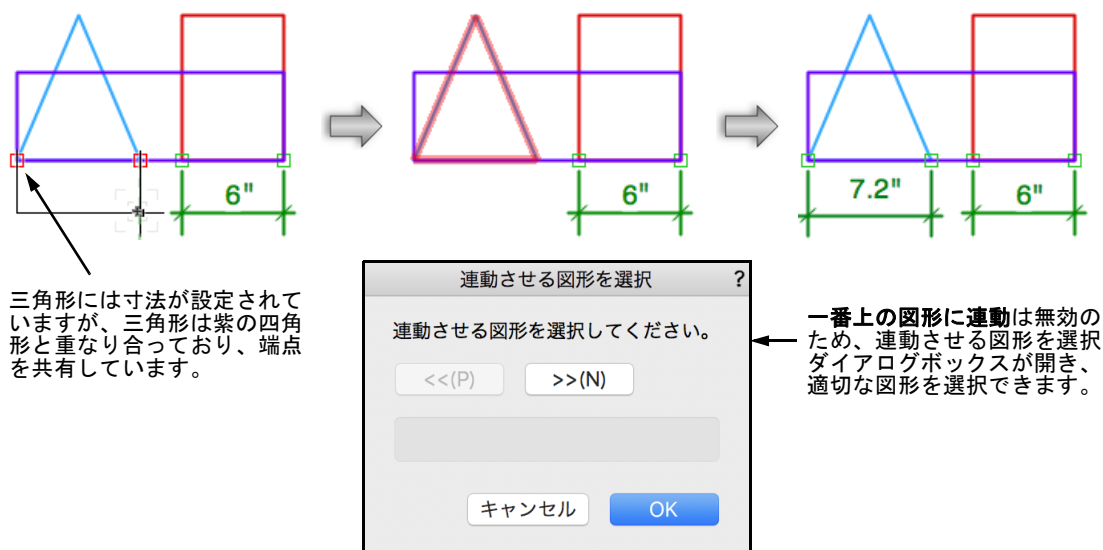 6"
6"
7.2"
6"
三角形には寸法が設定されて
いますが、三角形は紫の四角
形と重なり合っており、端点
を共有しています。
連動させる図形を選択
?
連動させる図形を選択してください。
<<(P)
>>(N)
キャンセル
OK
一番上の図形に連動は無効の
ため、連動させる図形を選択
ダイアログボックスが開き、
適切な図形を選択できます。